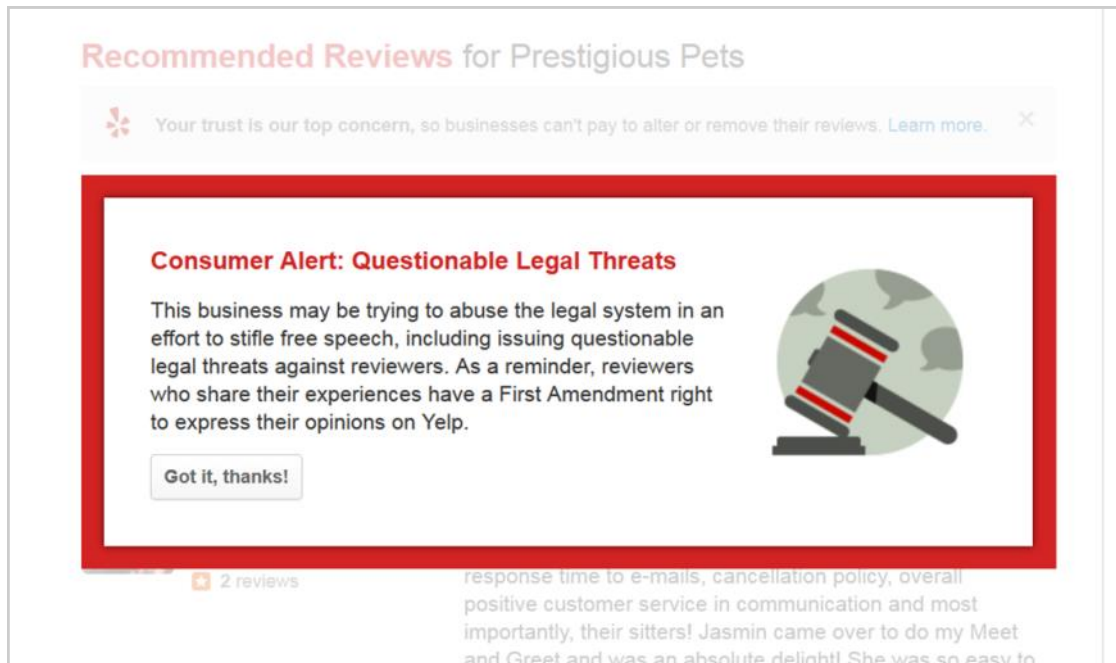 Recommended Reviews for Prestigious Pets
Your trust is our top concern, so businesses can't pay to alter or remove their reviews. Learn more.
Consumer Alert: Questionable Legal Threats
This business may be trying to abuse the legal system in an
effort to stifle free speech, including issuing questionable
legal threats against reviewers. As a reminder, reviewers
who share their experiences have a First Amendment right
to express their opinions on Yelp.
Got it, thanks!
2 reviews
response time to e-mails, cancellation policy, overall
positive customer service in communication and most
importantly, their sitters! Jasmin came over to do my Meet
and Greet and was an absolute delight! She was so easy to